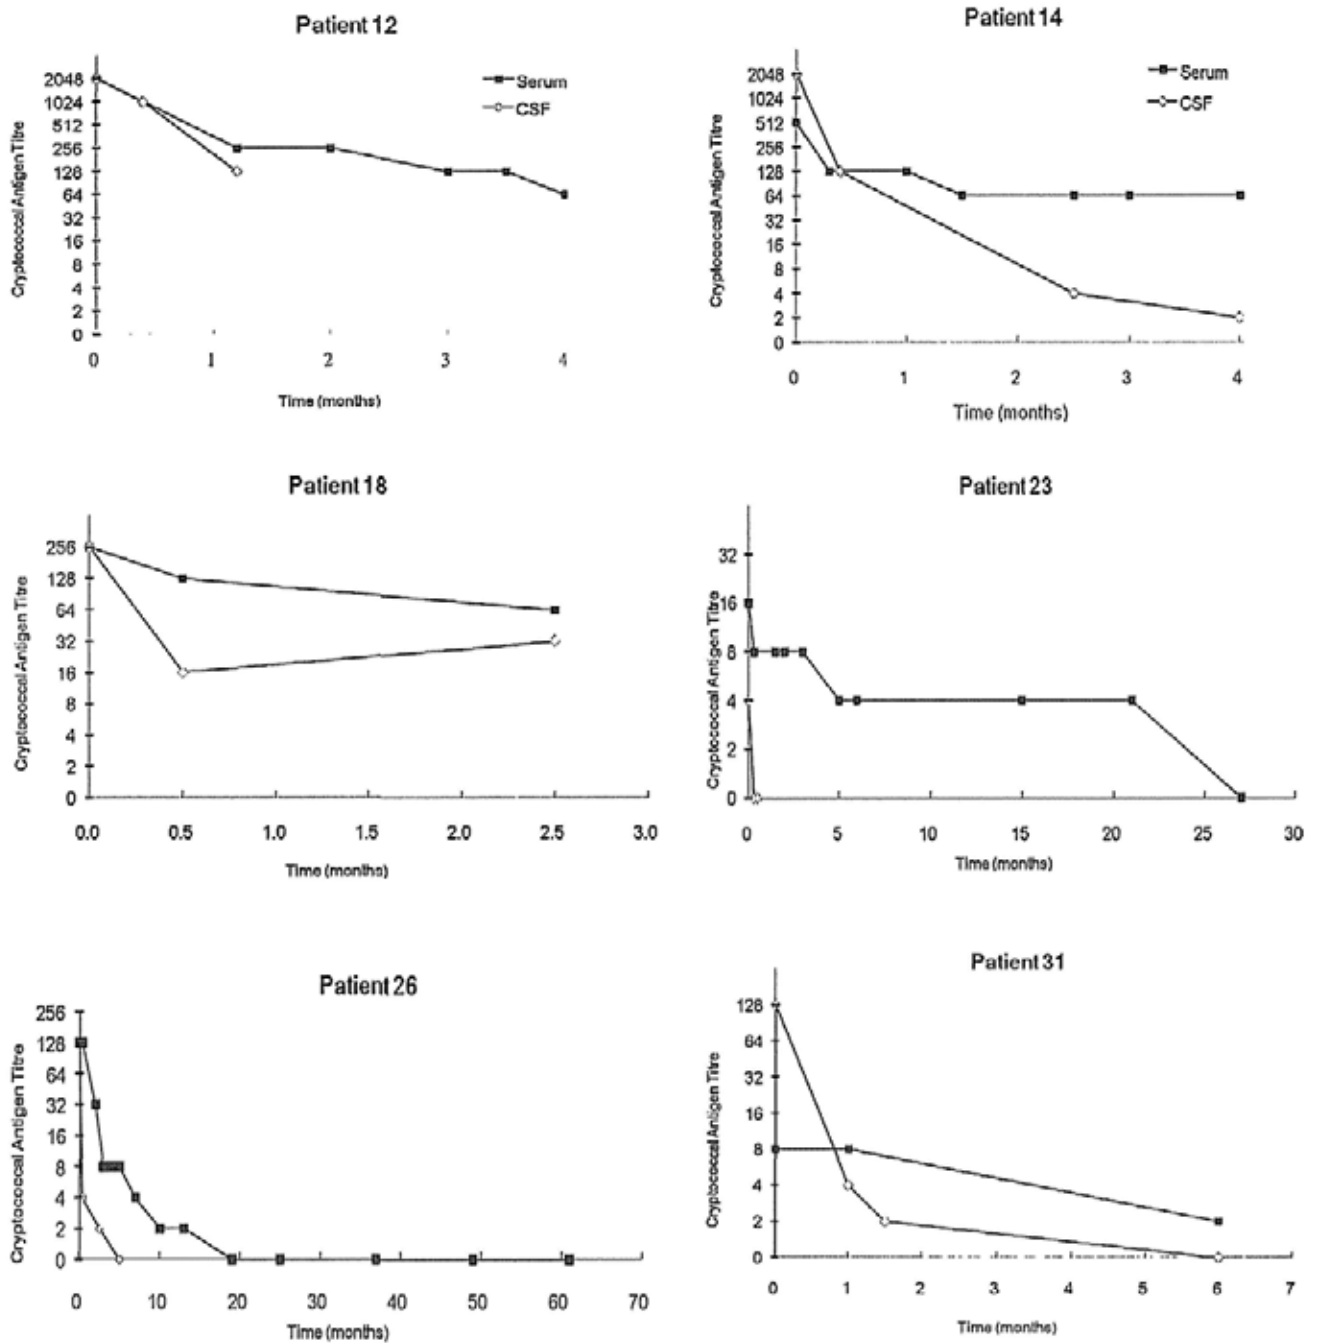 Patient 12
2048
1024
512
256
128
64
32
16
8
4
2
0
Cryptococcal Antigen Titre
Serum
CSF
0 1 2 3 4
Time (months)
Patient 14
2048
1024
512
256
128
64
32
16
8
4
2
0
Cryptococcal Antigen Titre
Serum
CSF
0 1 2 3 4
Time (months)
Patient 18
256
128
64
32
16
8
4
2
0
Cryptococcal Antigen Titre
0.0 0.5 1.0 1.5 2.0 2.5 3.0
Time (months)
Patient 23
32
16
8
4
2
0
Cryptococcal Antigen Titre
0 5 10 15 20 25 30
Time (months)
Patient 26
256
128
64
32
16
8
4
2
0
Cryptococcal Antigen Titre
0 10 20 30 40 50 60 70
Time (months)
Patient 31
128
64
32
16
8
4
2
0
Cryptococcal Antigen Titre
0 1 2 3 4 5 6 7
Time (months)